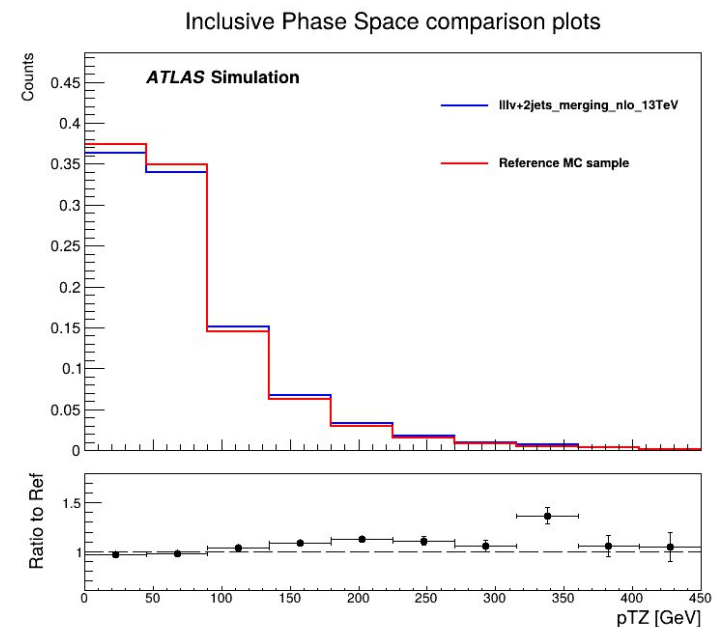 Inclusive Phase Space comparison plots
Counts
ATLAS Simulation
lllv+2jets_merging_nlo_13TeV
Reference MC sample
0.45
0.4
0.35
0.3
0.25
0.2
0.15
0.1
0.05
0
Ratio to Ref
1.5
1
0 50 100 150 200 250 300 350 400 450
pTZ [GeV]